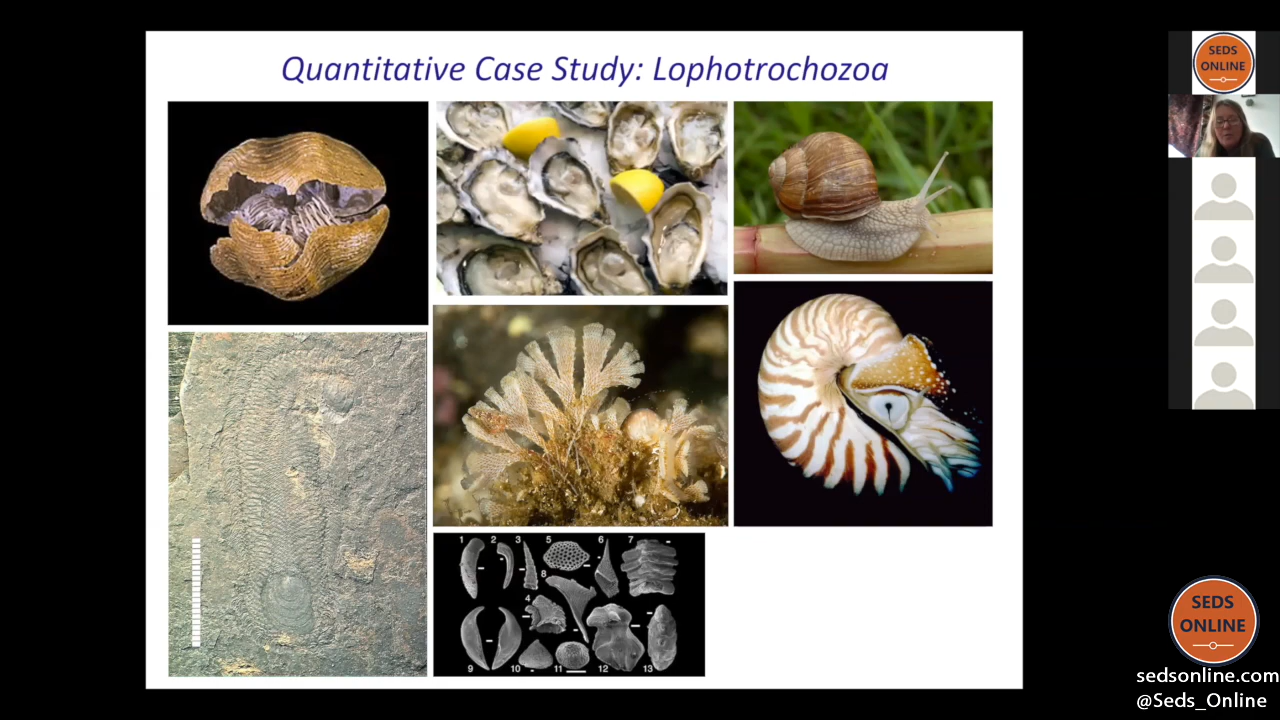 Quantitative Case Study: Lophotrochozoa
SEDS
ONLINE
1 2 3 5 6 7
8
4
9 10 11 12 13
SEDS
ONLINE
sedsonline.com
@Seds_Online